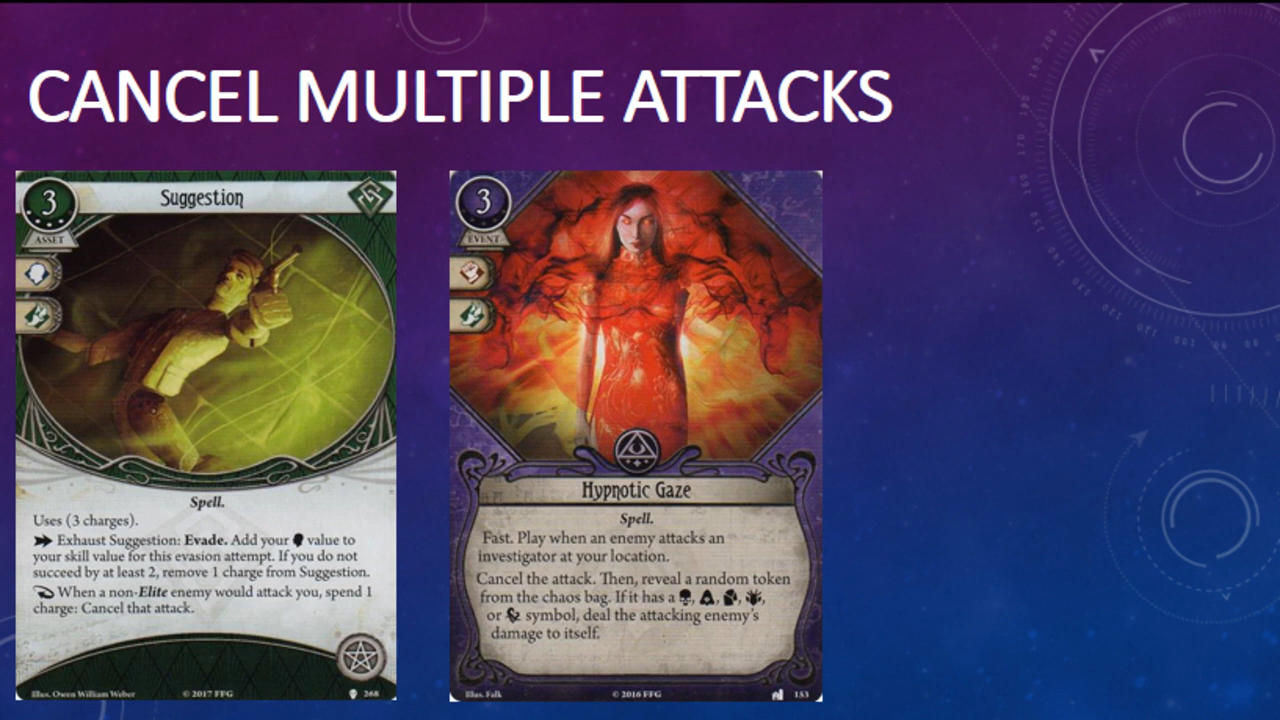 CANCEL MULTIPLE ATTACKS
3
Suggestion
ASSET
Spell.
Uses (3 charges).
Exhaust Suggestion: Evade. Add your value to
your skill value for this evasion attempt. If you do not
succeed by at least 2, remove 1 charge from Suggestion.
When a non-Elite enemy would attack you, spend 1
charge: Cancel that attack.
Illus. Owen William Weber
© 2017 FFG
268
3
EVENT
Hypnotic Gaze
Spell.
Fast. Play when an enemy attacks an
investigator at your location.
Cancel the attack. Then, reveal a random token
from the chaos bag. If it has a , , , ,
or symbol, deal the attacking enemy's
damage to itself.
Illus. Falk
© 2016 FFG
153